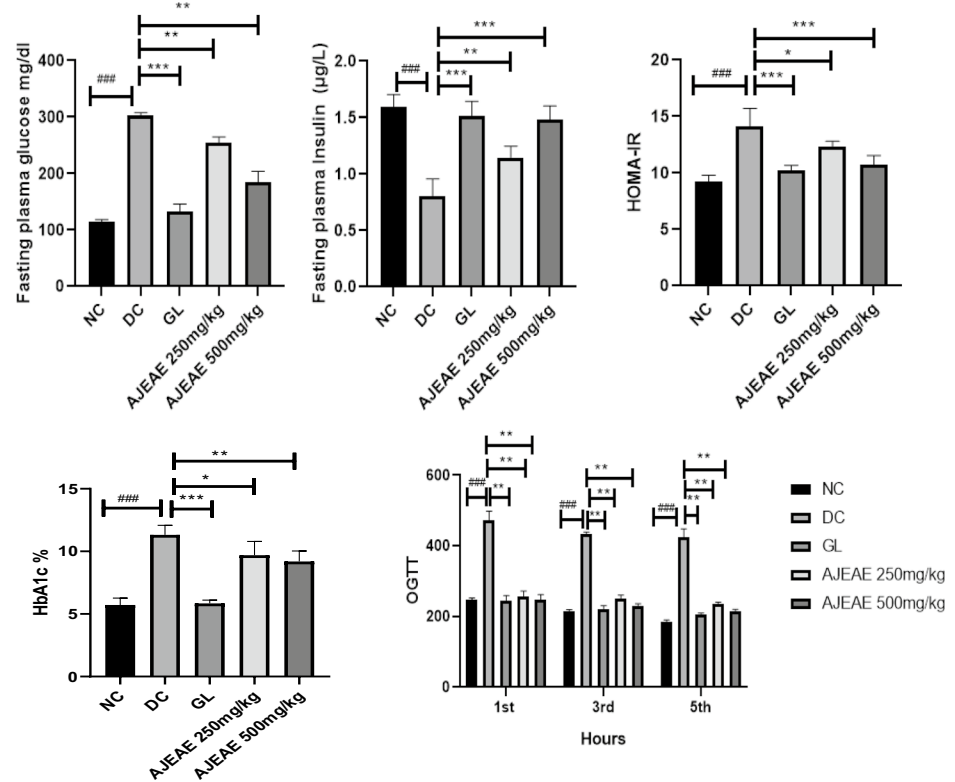 Fasting plasma glucose mg/dl
400
300
200
100
0
###
***
**
**
NC
DC
GL
AJEAE 250mg/kg
AJEAE 500mg/kg
Fasting plasma Insulin (µg/L)
2.0
1.5
1.0
0.5
0.0
###
***
**
***
NC
DC
GL
AJEAE 250mg/kg
AJEAE 500mg/kg
HOMA-IR
20
15
10
5
0
###
***
*
***
NC
DC
GL
AJEAE 250mg/kg
AJEAE 500mg/kg
HbA1c %
15
10
5
0
###
***
*
**
NC
DC
GL
AJEAE 250mg/kg
AJEAE 500mg/kg
OGTT
600
400
200
0
###
**
**
**
###
**
**
**
###
**
**
**
1st
3rd
5th
Hours
NC
DC
GL
AJEAE 250mg/kg
AJEAE 500mg/kg